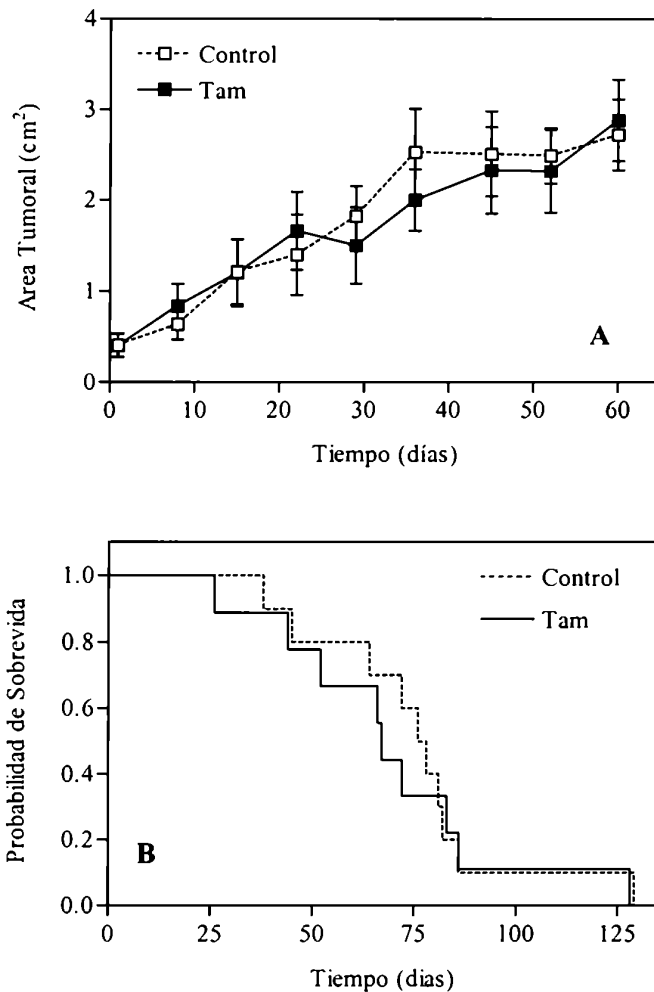 4
3
2
1
0
Area Tumoral (cm²)
Control
Tam
A
0 10 20 30 40 50 60
Tiempo (días)
1.0
0.8
0.6
0.4
0.2
0.0
Probabilidad de Sobrevida
Control
Tam
B
0 25 50 75 100 125
Tiempo (dias)